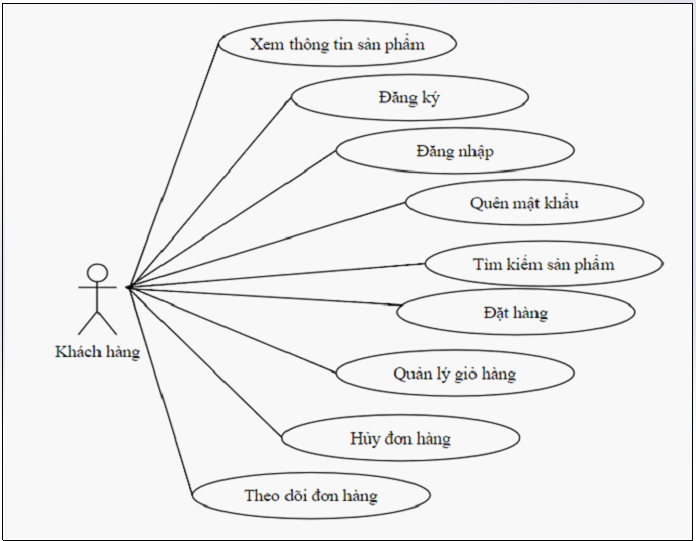 Xem thông tin sản phẩm
Đăng ký
Đăng nhập
Quên mật khẩu
Tìm kiếm sản phẩm
Đặt hàng
Khách hàng
Quản lý giỏ hàng
Hủy đơn hàng
Theo dõi đơn hàng